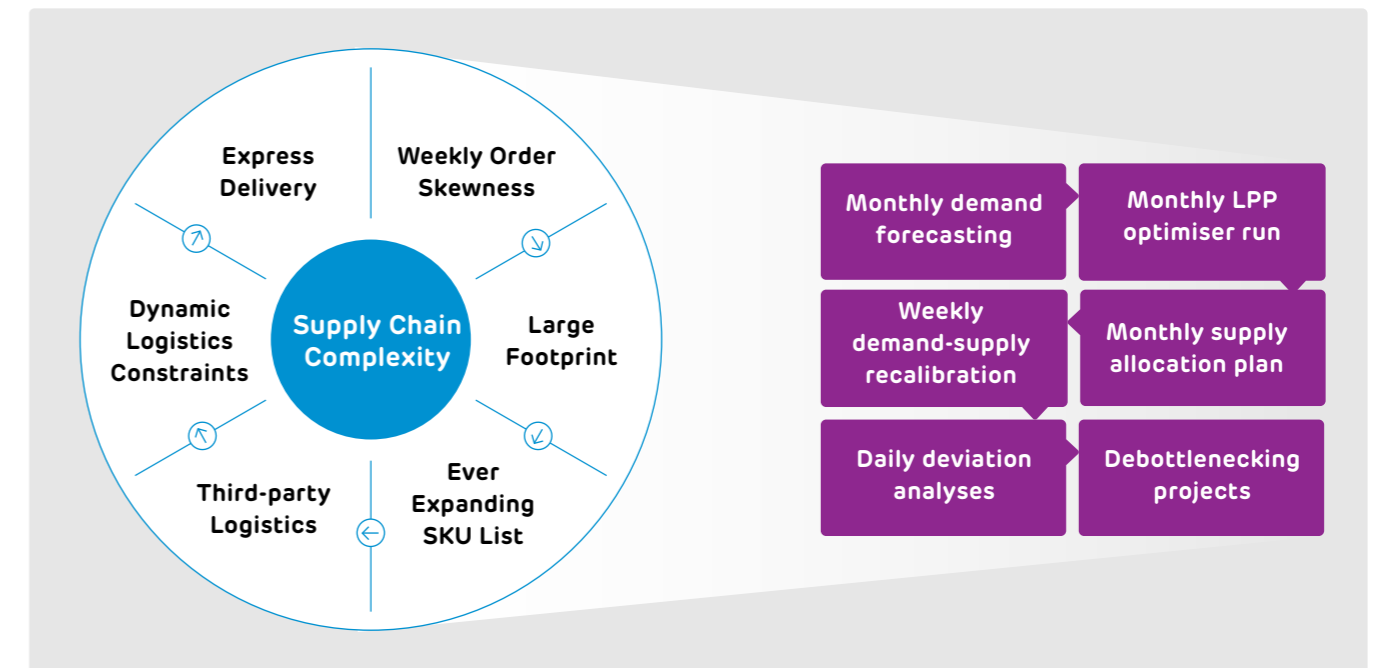 Express
Delivery
Weekly Order
Skewness
Dynamic
Logistics
Constraints
Supply Chain
Complexity
Large
Footprint
Third-party
Logistics
Ever
Expanding
SKU List
Monthly demand
forecasting
Monthly LPP
optimiser run
Weekly
demand-supply
recalibration
Monthly supply
allocation plan
Daily deviation
analyses
Debottlenecking
projects